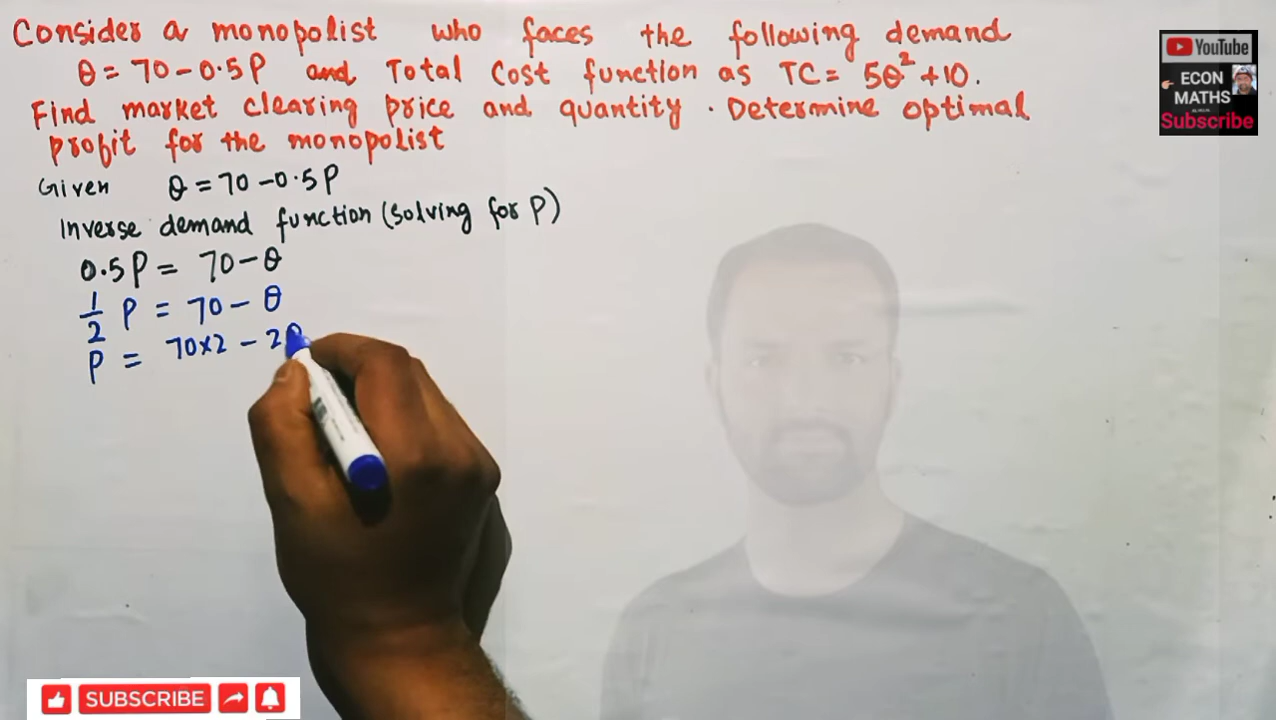 Consider a monopolist who faces the following demand
Q = 70 - 0.5P and Total Cost function as TC = 5Q² + 10.
Find market clearing price and quantity. Determine optimal
profit for the monopolist
Given Q = 70 - 0.5P
Inverse demand function (solving for P)
0.5P = 70 - Q
1/2 P = 70 - Q
P = 70×2 - 2Q
YouTube
ECON
MATHS
Subscribe
SUBSCRIBE